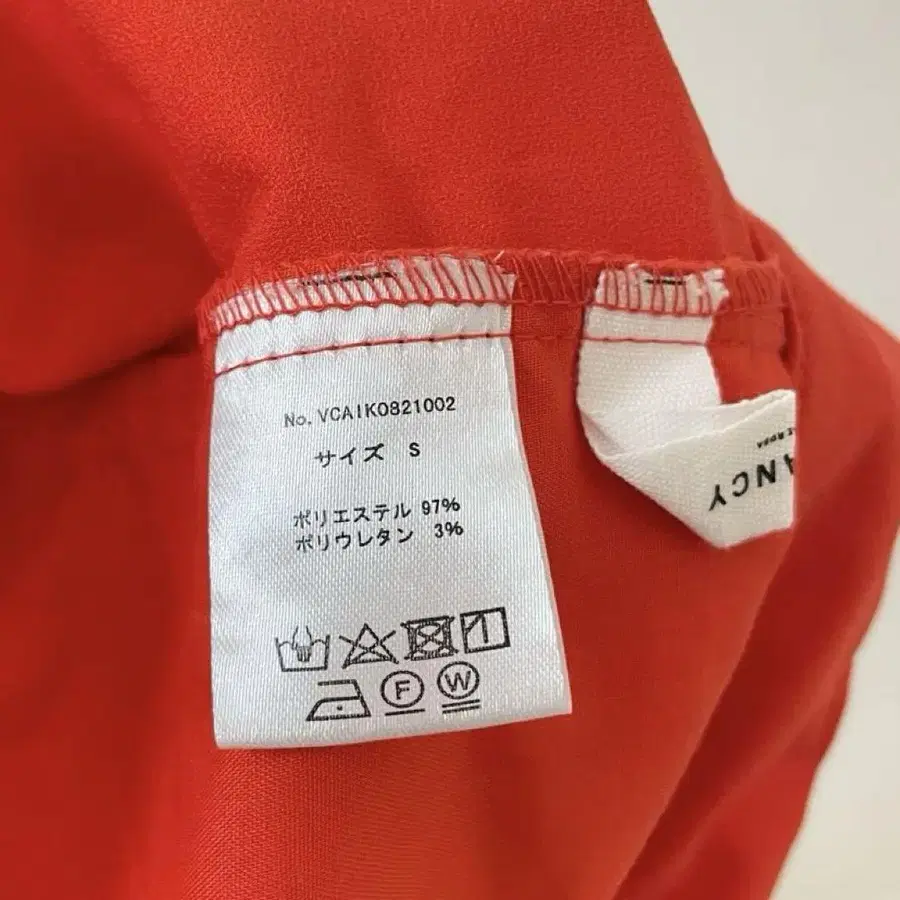 No. VCAIK0821002
サイズ S
ポリエステル 97%
ポリウレタン 3%
F W
ANCY